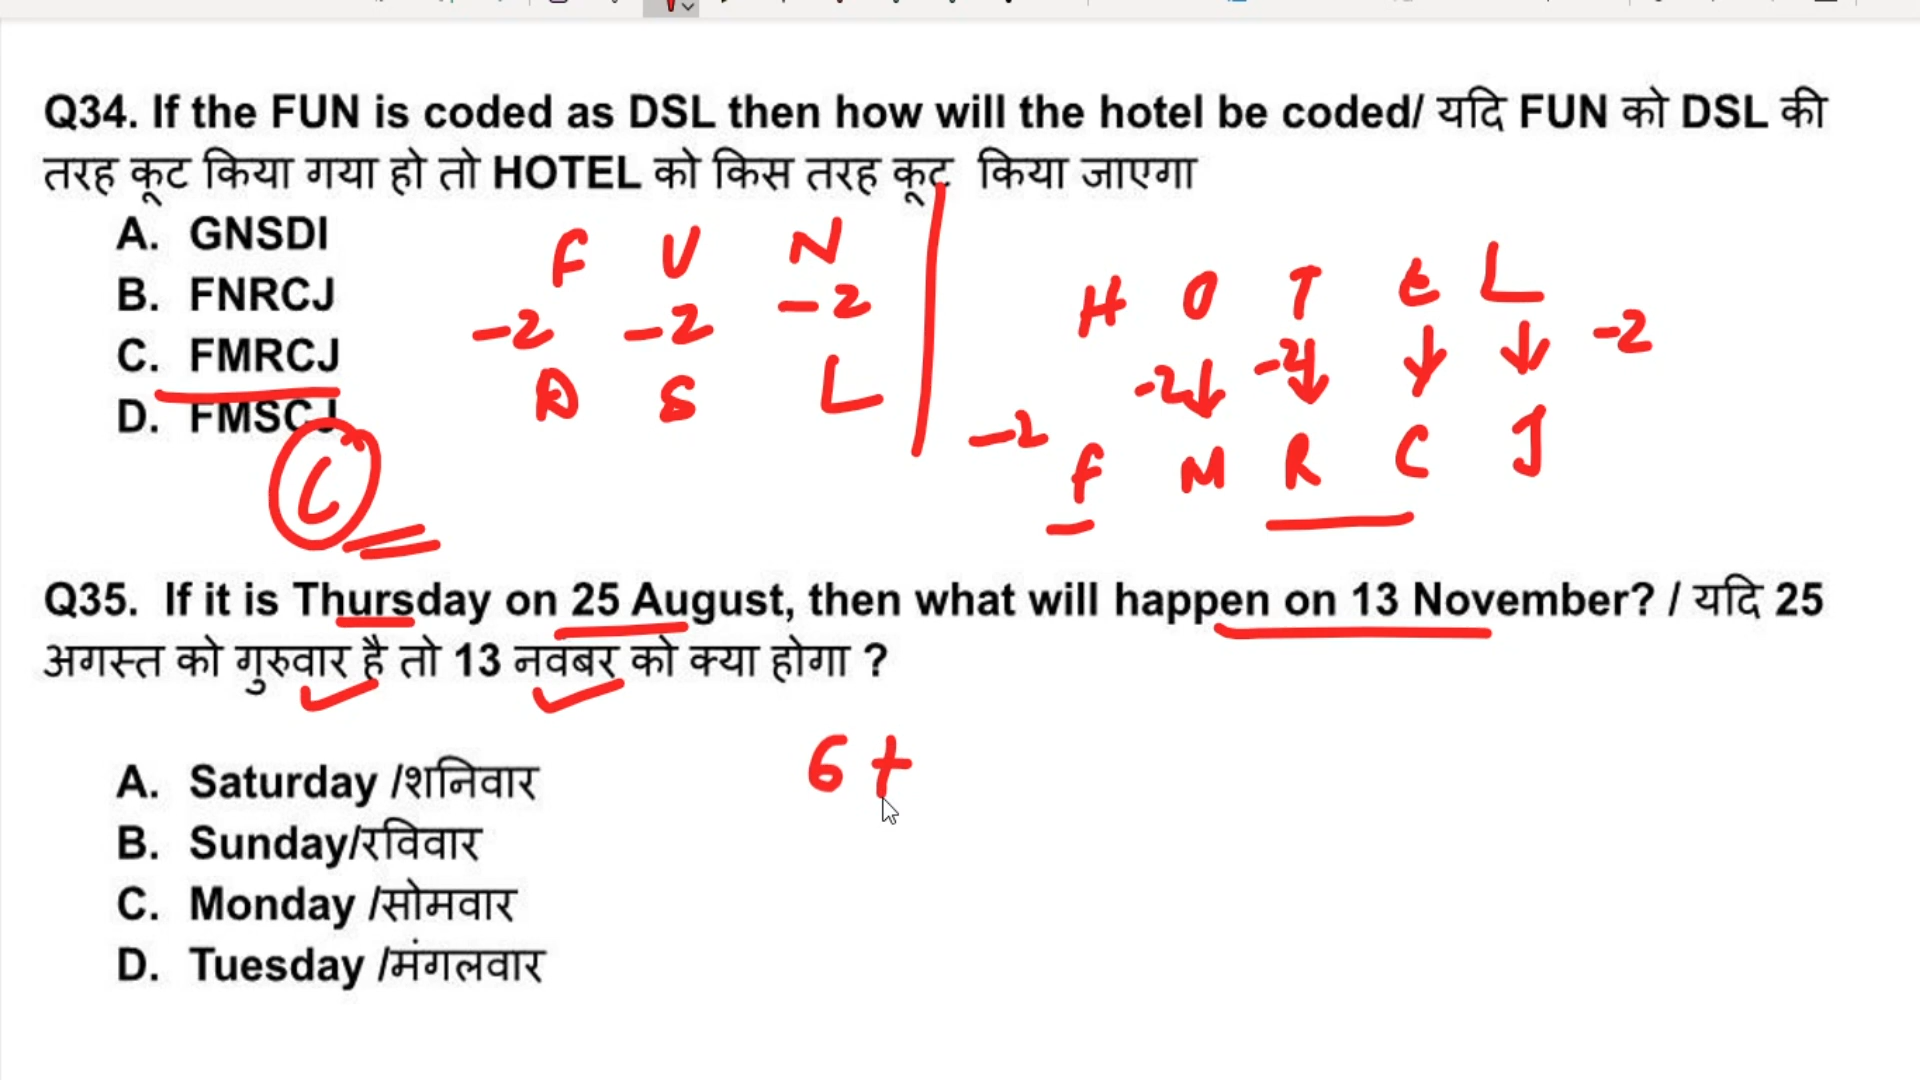 Q34. If the FUN is coded as DSL then how will the hotel be coded/ यदि FUN को DSL की
तरह कूट किया गया हो तो HOTEL को किस तरह कूट किया जाएगा
A. GNSDI
B. FNRCJ
C. FMRCJ
D. FMSCJ
F U N
-2 -2 -2
D S L
H O T E L
-2 -2 -2 -2
F M R C J
C
Q35. If it is Thursday on 25 August, then what will happen on 13 November? / यदि 25
अगस्त को गुरुवार है तो 13 नवंबर को क्या होगा ?
6 +
A. Saturday /शनिवार
B. Sunday/रविवार
C. Monday /सोमवार
D. Tuesday /मंगलवार